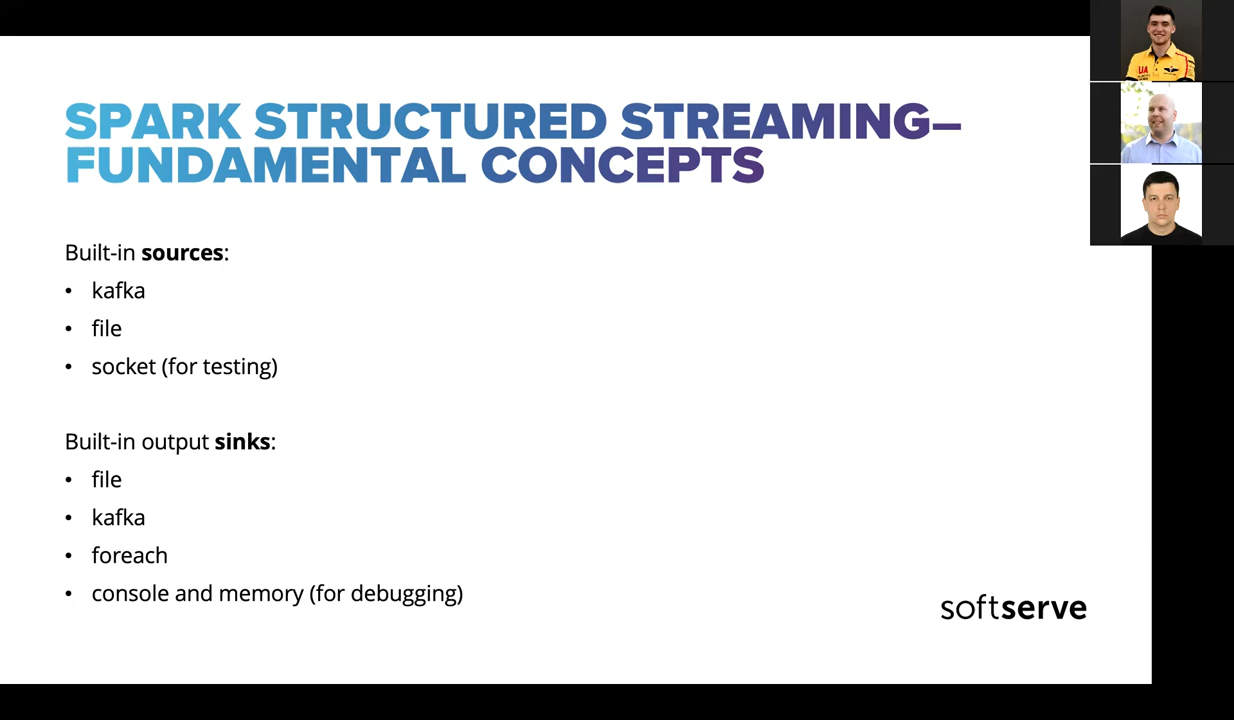 SPARK STRUCTURED STREAMING–
FUNDAMENTAL CONCEPTS
Built-in sources:
• kafka
• file
• socket (for testing)
Built-in output sinks:
• file
• kafka
• foreach
• console and memory (for debugging)
softserve
UA